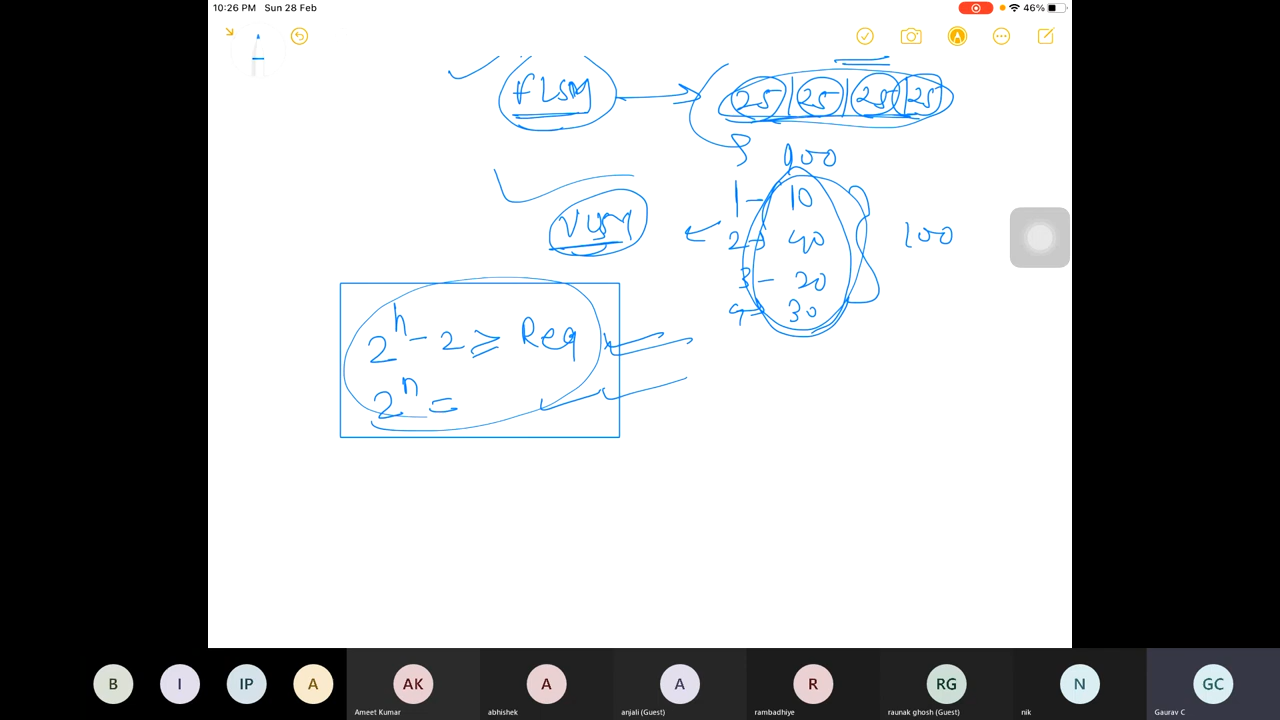 10:26 PM Sun 28 Feb
46%
FLSM
25 25 25 25
100
1 - 10
VLSM
2 - 40
100
3 - 20
4 - 30
2^h - 2 ≥ Req
2^n =
B
I
IP
A
AK
A
A
R
RG
N
GC
Ameet Kumar
abhishek
anjali (Guest)
rambadhiye
raunak ghosh (Guest)
nik
Gaurav C